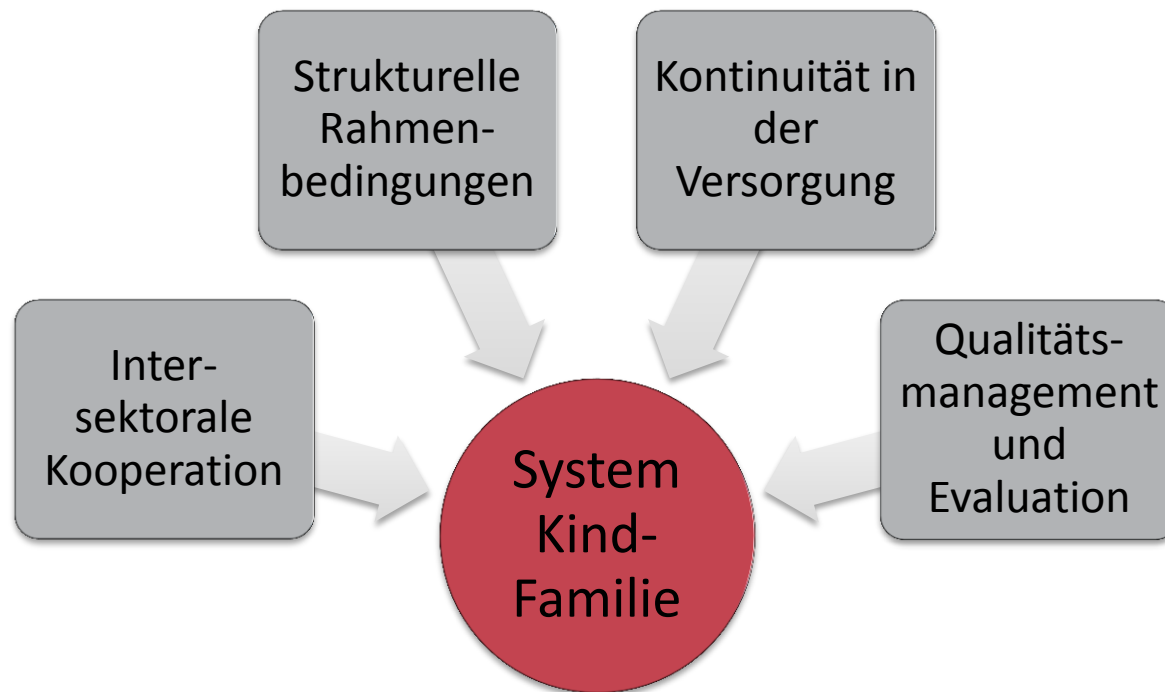 Strukturelle
Rahmen-
bedingungen
Kontinuität in
der
Versorgung
Inter-
sektorale
Kooperation
Qualitäts-
management
und
Evaluation
System
Kind-
Familie